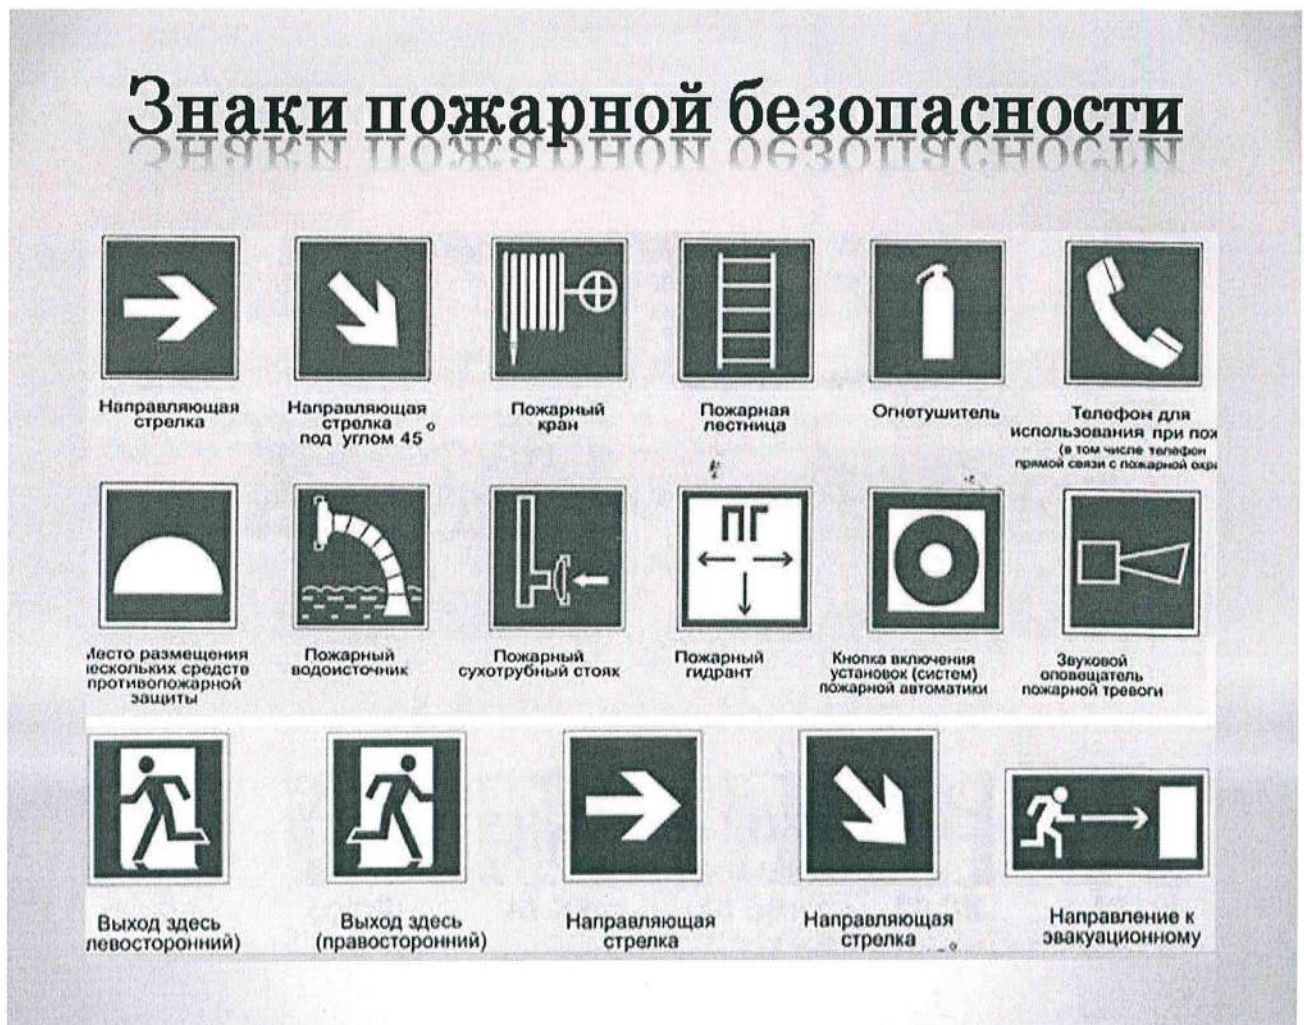 Знаки пожарной безопасности
Направляющая
стрелка
Направляющая
стрелка
под углом 45°
Пожарный
кран
Пожарная
лестница
Огнетушитель
Телефон для
использования при пож
(в том числе телефон
прямой связи с пожарной охра
место размещения
нескольких средств
противопожарной
защиты
Пожарный
водоисточник
Пожарный
сухотрубный стояк
ПГ
Пожарный
гидрант
Кнопка включения
установок (систем)
пожарной автоматики
Звуковой
оповещатель
пожарной тревоги
Выход здесь
левосторонний)
Выход здесь
(правосторонний)
Направляющая
стрелка
Направляющая
стрелка
Направление к
эвакуационному